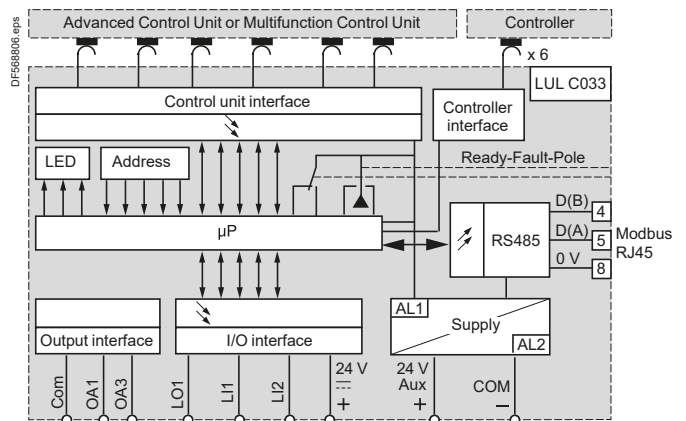 Advanced Control Unit or Multifunction Control Unit
Controller
DF568806.eps
x 6
LUL C033
Control unit interface
Controller
interface
LED
Address
Ready-Fault-Pole
µP
RS485
D(B)
4
D(A)
5
0 V
8
Modbus
RJ45
AL1
Supply
AL2
Output interface
I/O interface
Com
OA1
OA3
LO1
LI1
LI2
24 V
+
24 V
Aux
+
COM
–